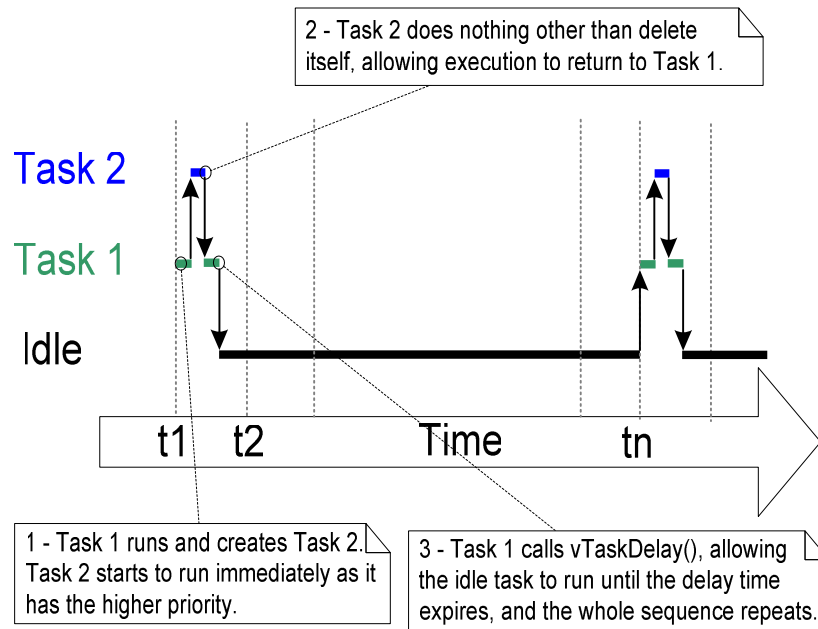 2 - Task 2 does nothing other than delete
itself, allowing execution to return to Task 1.
Task 2
Task 1
Idle
t1
t2
Time
tn
1 - Task 1 runs and creates Task 2.
Task 2 starts to run immediately as it
has the higher priority.
3 - Task 1 calls vTaskDelay(), allowing
the idle task to run until the delay time
expires, and the whole sequence repeats.